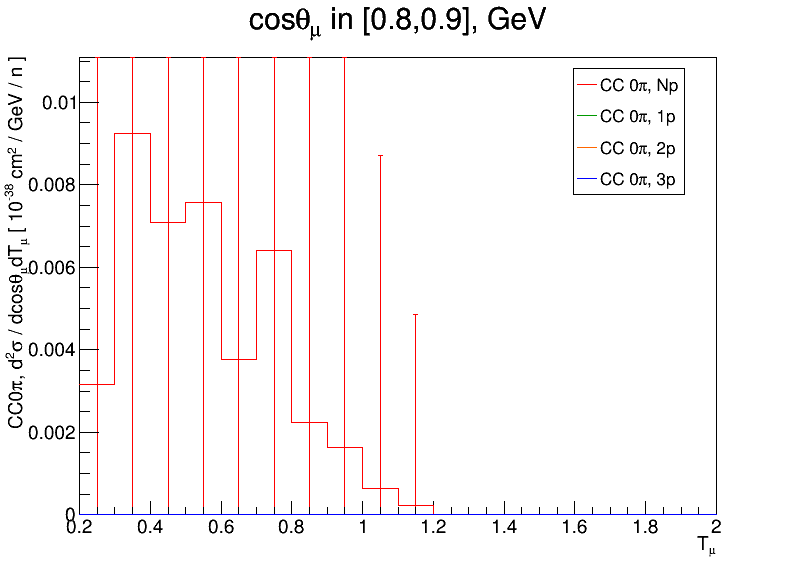 cosθμ in [0.8,0.9], GeV
CC0π, d²σ / dcosθμdTμ [ 10⁻³⁸ cm² / GeV / n ]
0.01
0.008
0.006
0.004
0.002
0
CC 0π, Np
CC 0π, 1p
CC 0π, 2p
CC 0π, 3p
0.2 0.4 0.6 0.8 1 1.2 1.4 1.6 1.8 2
Tμ